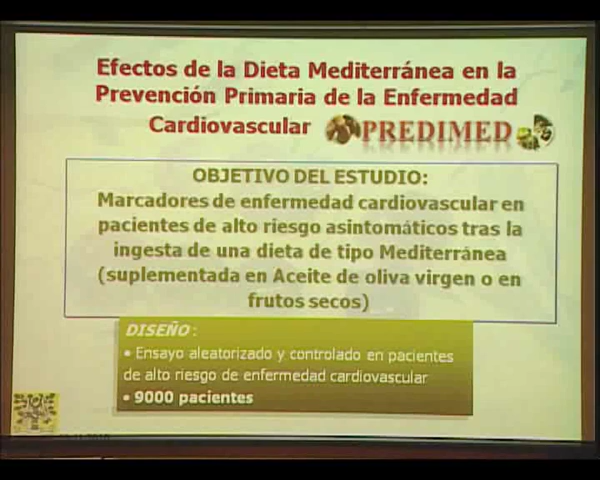 Efectos de la Dieta Mediterránea en la
Prevención Primaria de la Enfermedad
Cardiovascular PREDIMED
OBJETIVO DEL ESTUDIO:
Marcadores de enfermedad cardiovascular en
pacientes de alto riesgo asintomáticos tras la
ingesta de una dieta de tipo Mediterránea
(suplementada en Aceite de oliva virgen o en
frutos secos)
DISEÑO:
• Ensayo aleatorizado y controlado en pacientes
de alto riesgo de enfermedad cardiovascular
• 9000 pacientes